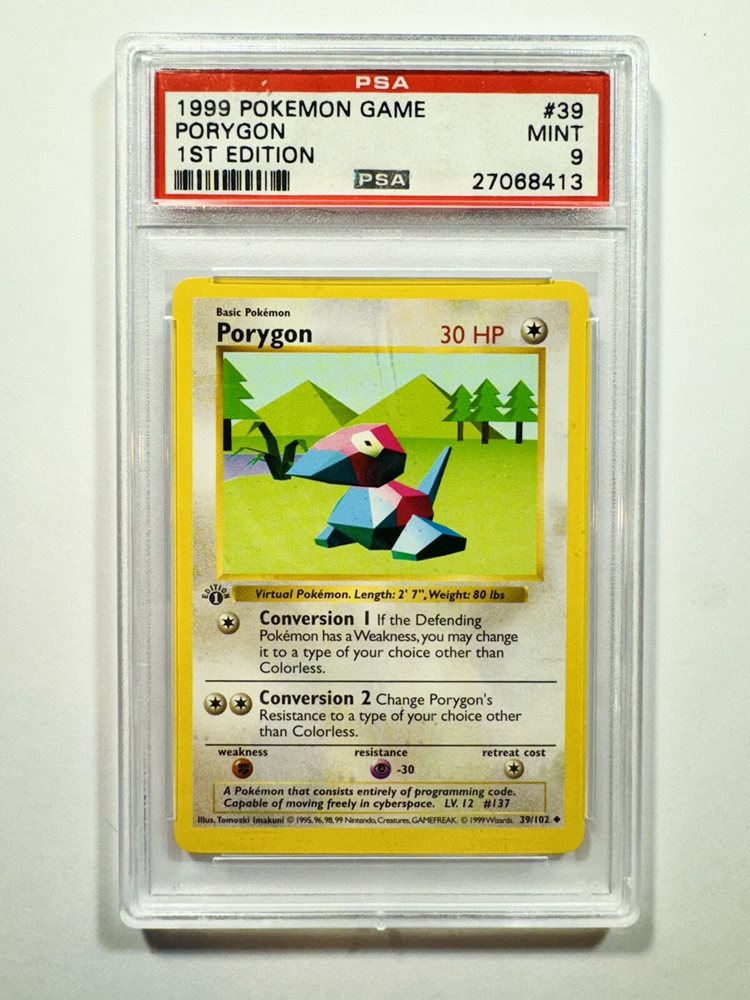 PSA
1999 POKEMON GAME #39
PORYGON MINT
1ST EDITION 9
PSA 27068413
Basic Pokémon
Porygon 30 HP
EDITION
1
Virtual Pokémon. Length: 2' 7", Weight: 80 lbs
Conversion 1 If the Defending
Pokémon has a Weakness, you may change
it to a type of your choice other than
Colorless.
Conversion 2 Change Porygon's
Resistance to a type of your choice other
than Colorless.
weakness resistance retreat cost
-30
A Pokémon that consists entirely of programming code.
Capable of moving freely in cyberspace. LV. 12 #137
Illus. Tomoaki Imakuni © 1995, 96, 98, 99 Nintendo, Creatures, GAMEFREAK. © 1999 Wizards. 39/102